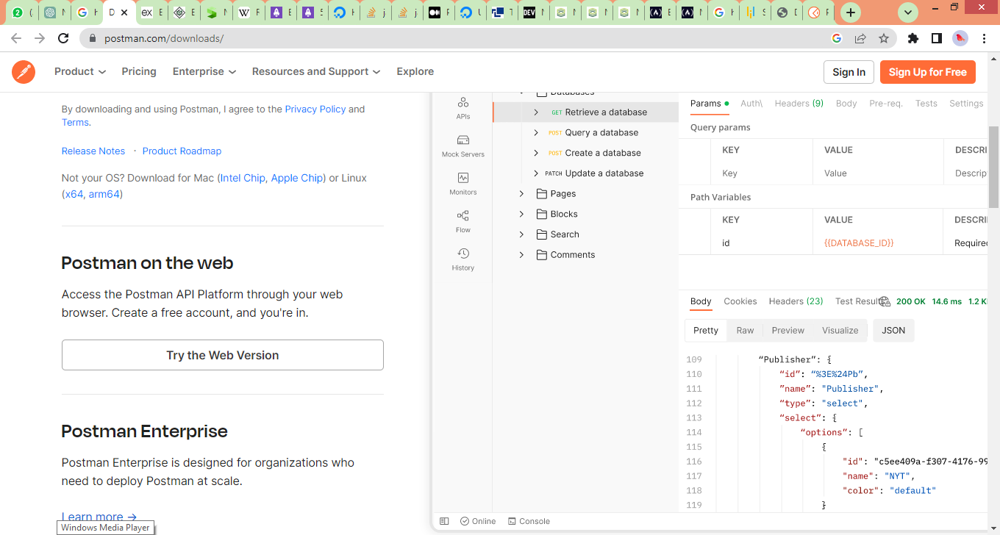 postman.com/downloads/
Product
Pricing
Enterprise
Resources and Support
Explore
Sign In
Sign Up for Free
By downloading and using Postman, I agree to the Privacy Policy and
Terms.
Release Notes · Product Roadmap
Not your OS? Download for Mac (Intel Chip, Apple Chip) or Linux
(x64, arm64)
Postman on the web
Access the Postman API Platform through your web
browser. Create a free account, and you're in.
Try the Web Version
Postman Enterprise
Postman Enterprise is designed for organizations who
need to deploy Postman at scale.
Learn more →
Windows Media Player
APIs
Mock Servers
Monitors
Flow
History
Databases
GET Retrieve a database
POST Query a database
POST Create a database
PATCH Update a database
Pages
Blocks
Search
Comments
Params
Auth\
Headers (9)
Body
Pre-req.
Tests
Settings
Query params
KEY VALUE DESCRI
Key Value Descrip
Path Variables
KEY VALUE DESCRI
id {{DATABASE_ID}} Required
Body Cookies Headers (23) Test Result 200 OK 14.6 ms 1.2 K
Pretty Raw Preview Visualize JSON
109 “Publisher”: {
110 “id”: “%3E%24Pb”,
111 ”name”: "Publisher",
112 “type”: "select",
113 “select”: {
114 “options”: [
115 {
116 "id": "c5ee409a-f307-4176-99
117 "name": "NYT",
118 "color": "default"
119 }
Online
Console